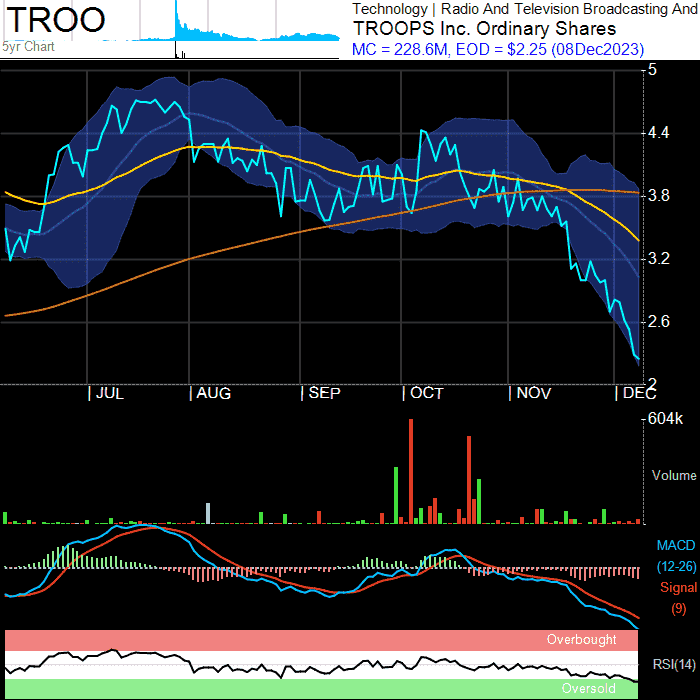 TROO
5yr Chart
Technology | Radio And Television Broadcasting And
TROOPS Inc. Ordinary Shares
MC = 228.6M, EOD = $2.25 (08Dec2023)
5
4.4
3.8
3.2
2.6
2
| JUL | AUG | SEP | OCT | NOV | DEC
604k
Volume
MACD
(12-26)
Signal
(9)
Overbought
RSI(14)
Oversold